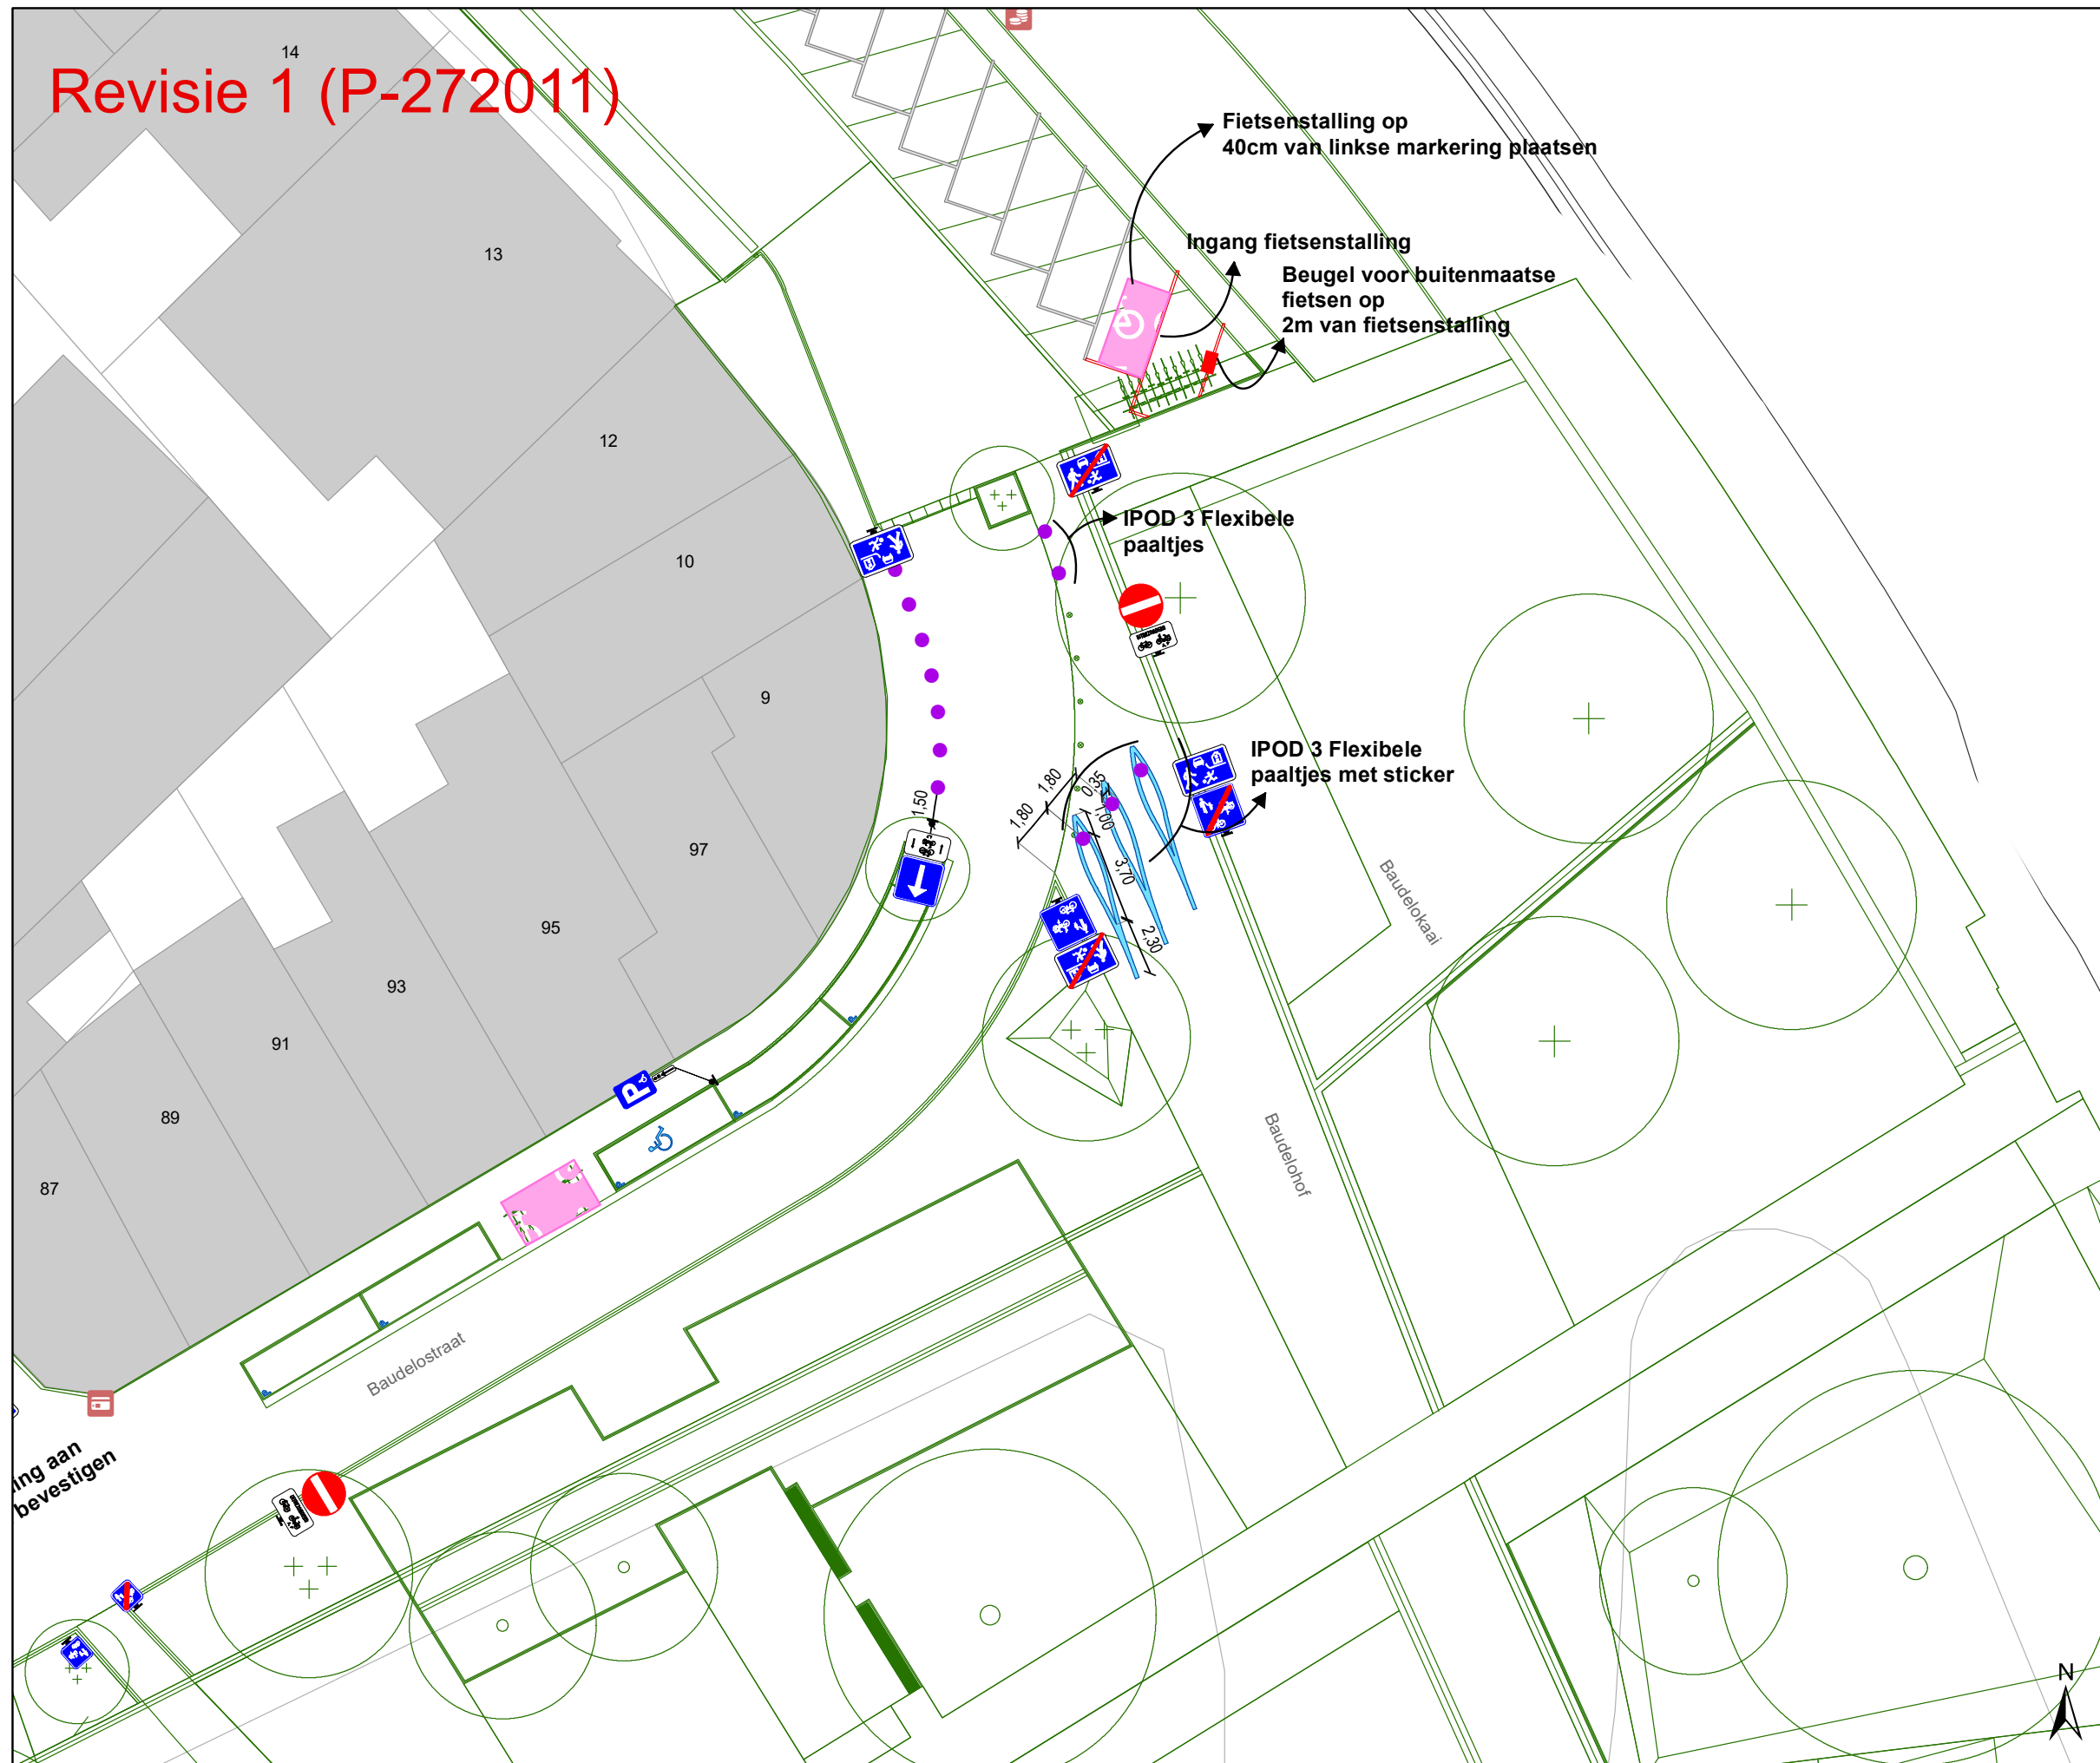 14
Revisie 1 (P-272011)
Fietsenstalling op
40cm van linkse markering plaatsen
13
Ingang fietsenstalling
Beugel voor buitenmaatse
fietsen op
2m van fietsenstalling
12
IPOD 3 Flexibele
paaltjes
10
9
IPOD 3 Flexibele
paaltjes met sticker
1,80
0,35
1,80
1,50
1,00
97
3,70
Baudelokaai
95
2,30
93
91
P
89
Baudelohof
87
Baudelostraat
ing aan
bevestigen
N